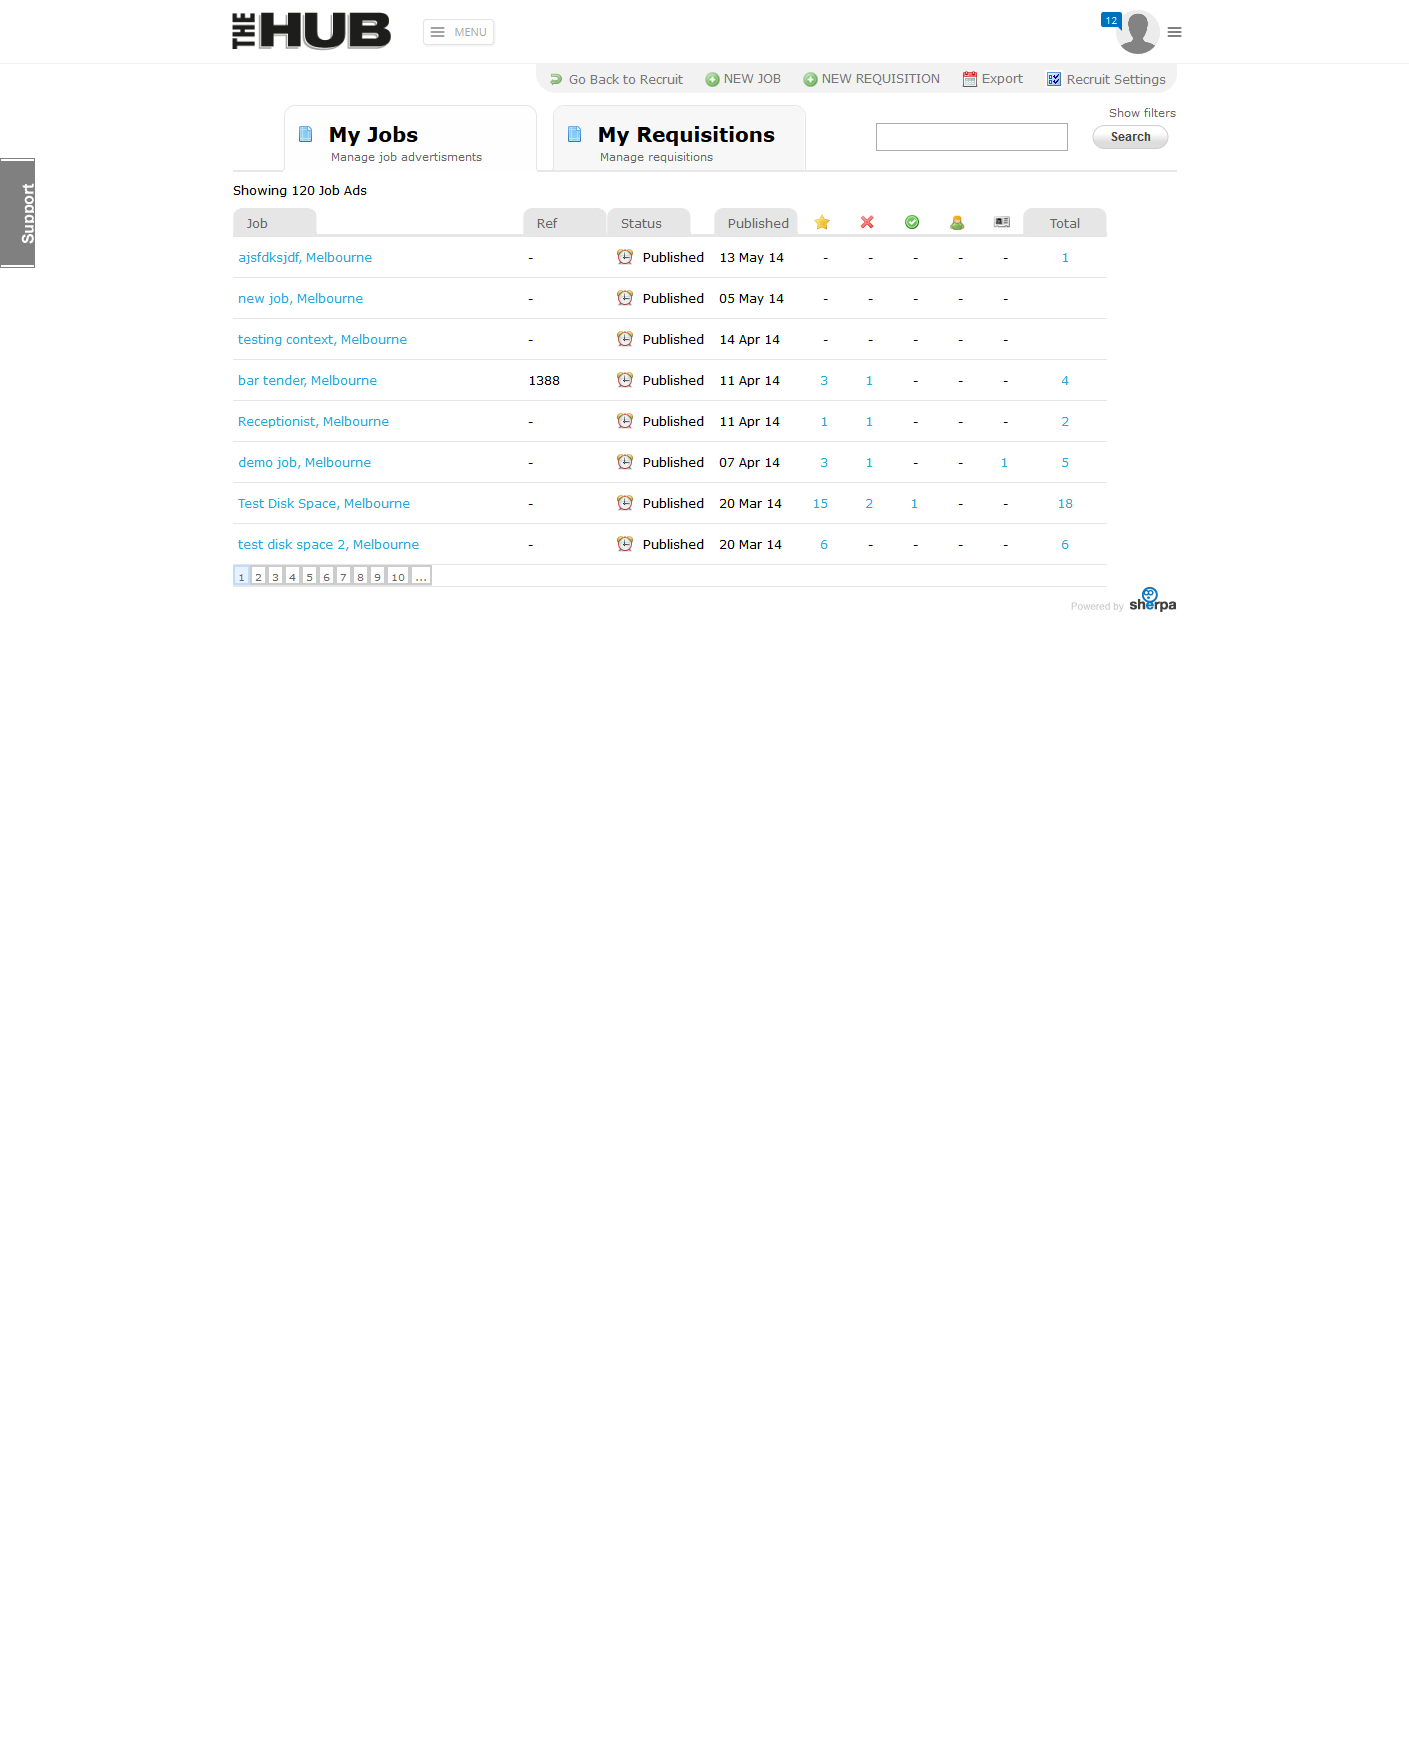 THE HUB
MENU
12
Go Back to Recruit NEW JOB NEW REQUISITION Export Recruit Settings
My Jobs
Manage job advertisments
My Requisitions
Manage requisitions
Show filters
Search
Support
Showing 120 Job Ads
Job Ref Status Published Total
ajsfdksjdf, Melbourne - Published 13 May 14 - - - - - 1
new job, Melbourne - Published 05 May 14 - - - - -
testing context, Melbourne - Published 14 Apr 14 - - - - -
bar tender, Melbourne 1388 Published 11 Apr 14 3 1 - - - 4
Receptionist, Melbourne - Published 11 Apr 14 1 1 - - - 2
demo job, Melbourne - Published 07 Apr 14 3 1 - - 1 5
Test Disk Space, Melbourne - Published 20 Mar 14 15 2 1 - - 18
test disk space 2, Melbourne - Published 20 Mar 14 6 - - - - 6
1 2 3 4 5 6 7 8 9 10 ...
Powered by sherpa